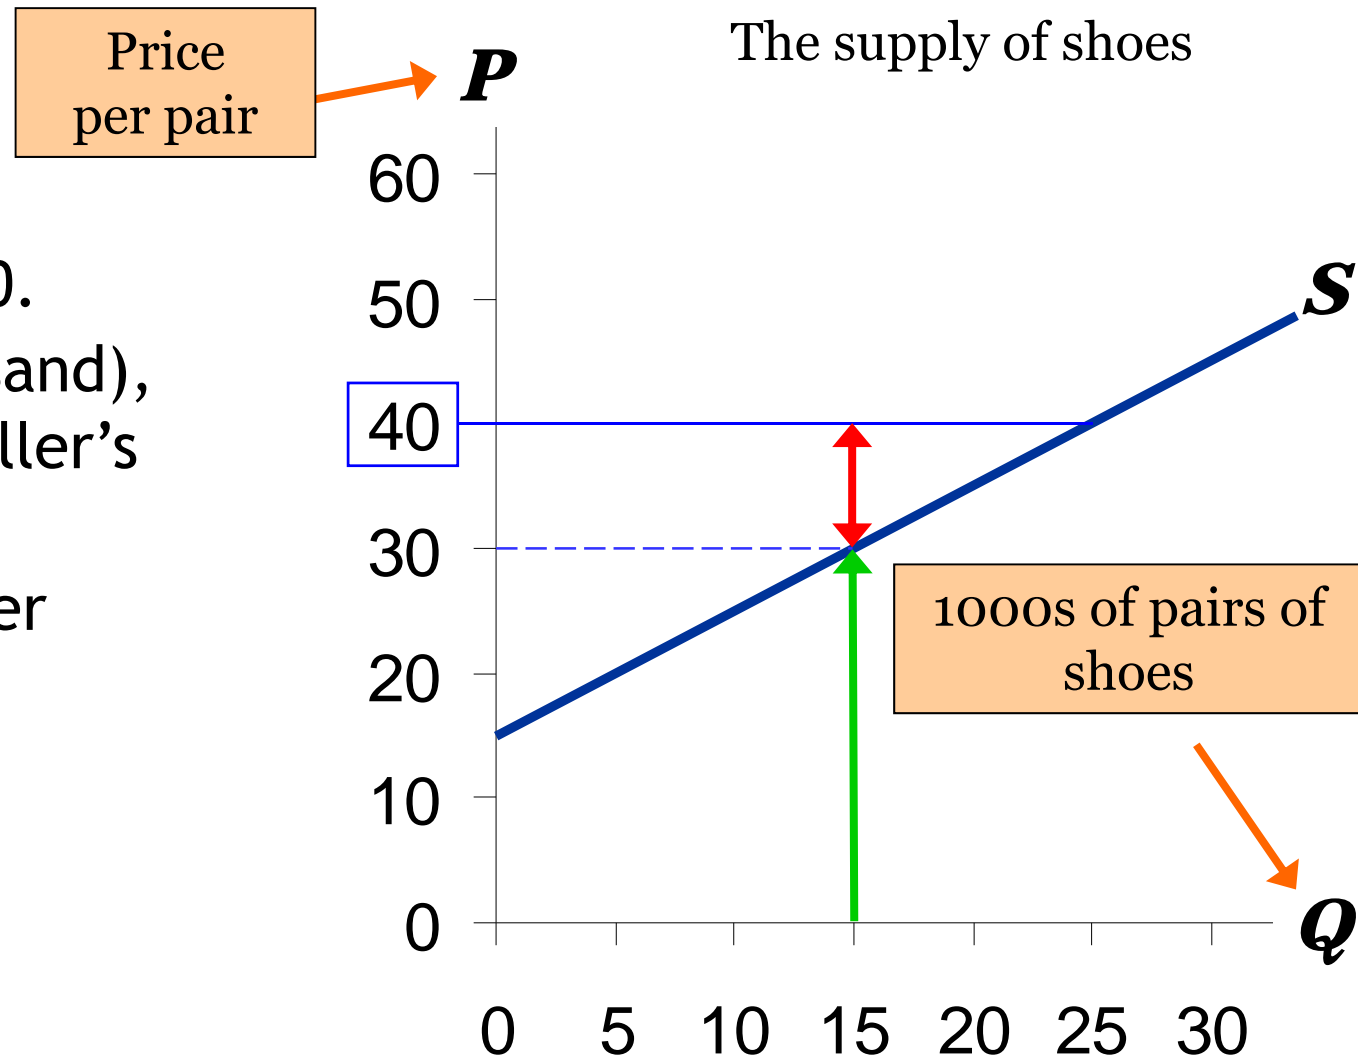 Price
per pair
P
The supply of shoes
60
50
S
40
30
20
10
0
0 5 10 15 20 25 30
Q
1000s of pairs of
shoes
0.
and),
ller’s
er